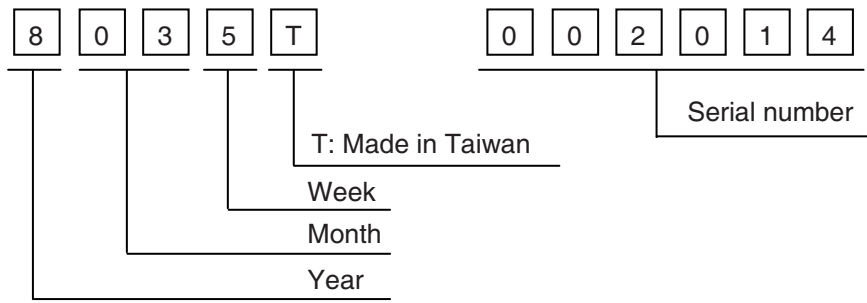 8 0 3 5 T 0 0 2 0 1 4
Serial number
T: Made in Taiwan
Week
Month
Year